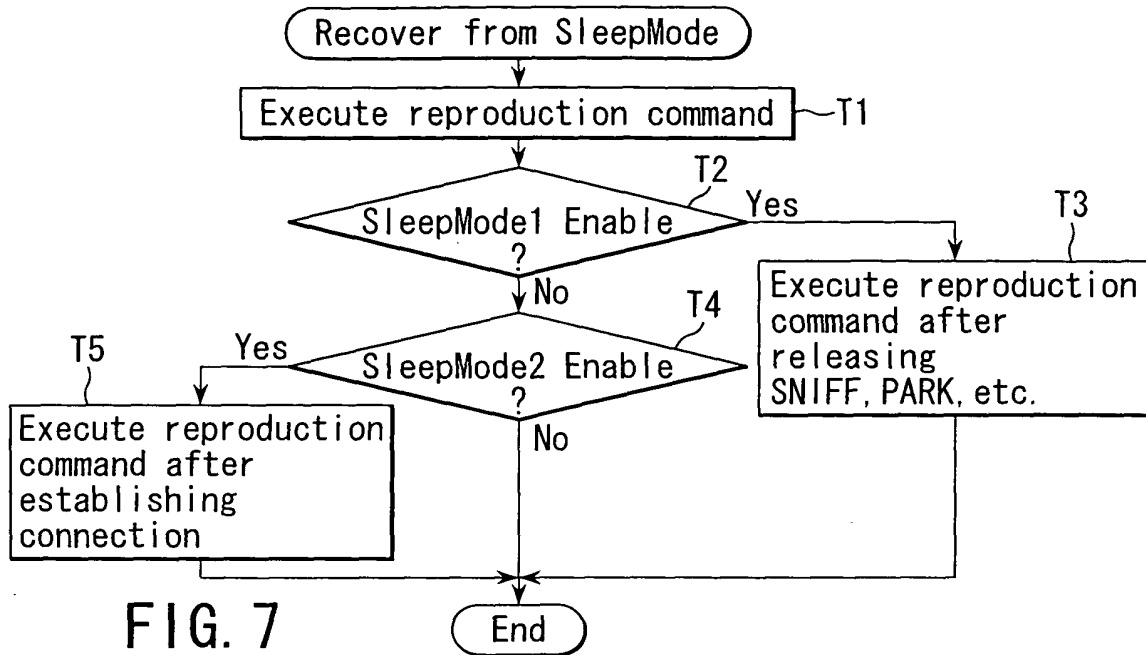 Recover from SleepMode
Execute reproduction command
T1
T2
SleepMode1 Enable
?
Yes
No
T3
Execute reproduction
command after
releasing
SNIFF, PARK, etc.
T4
SleepMode2 Enable
?
Yes
No
T5
Execute reproduction
command after
establishing
connection
End
FIG. 7